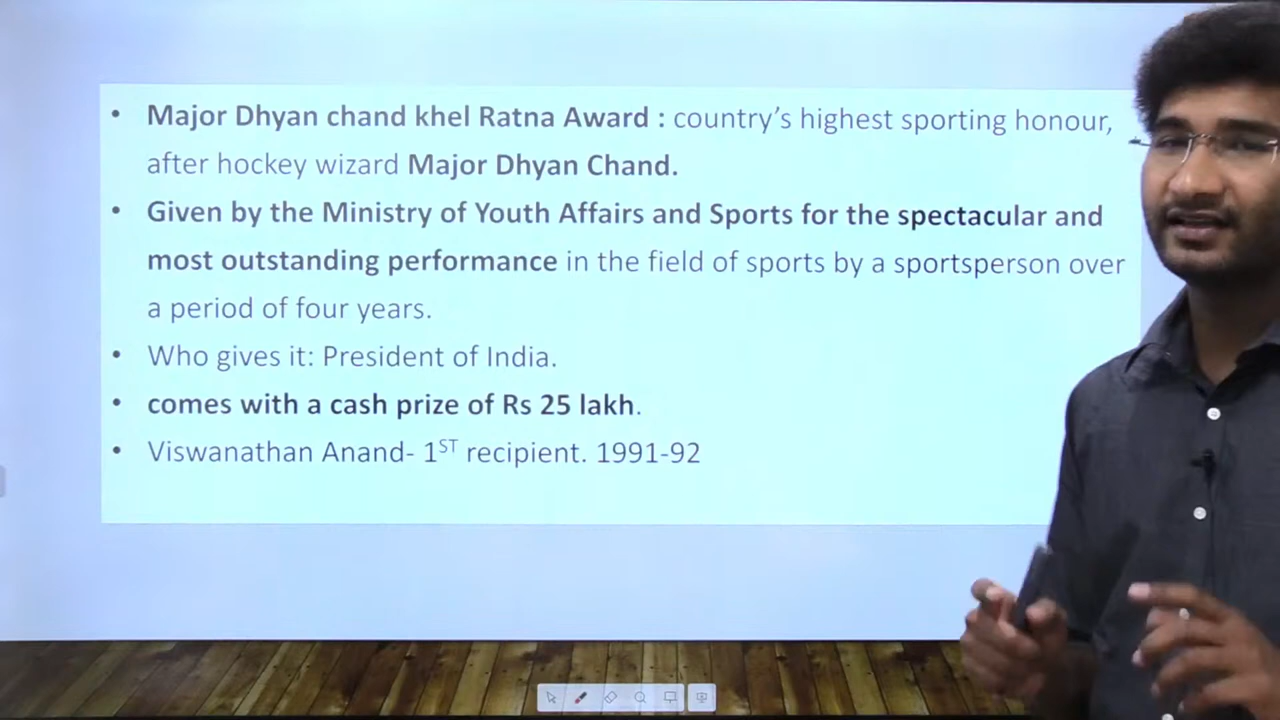 • Major Dhyan chand khel Ratna Award : country's highest sporting honour,
after hockey wizard Major Dhyan Chand.
• Given by the Ministry of Youth Affairs and Sports for the spectacular and
most outstanding performance in the field of sports by a sportsperson over
a period of four years.
• Who gives it: President of India.
• comes with a cash prize of Rs 25 lakh.
• Viswanathan Anand- 1ST recipient. 1991-92